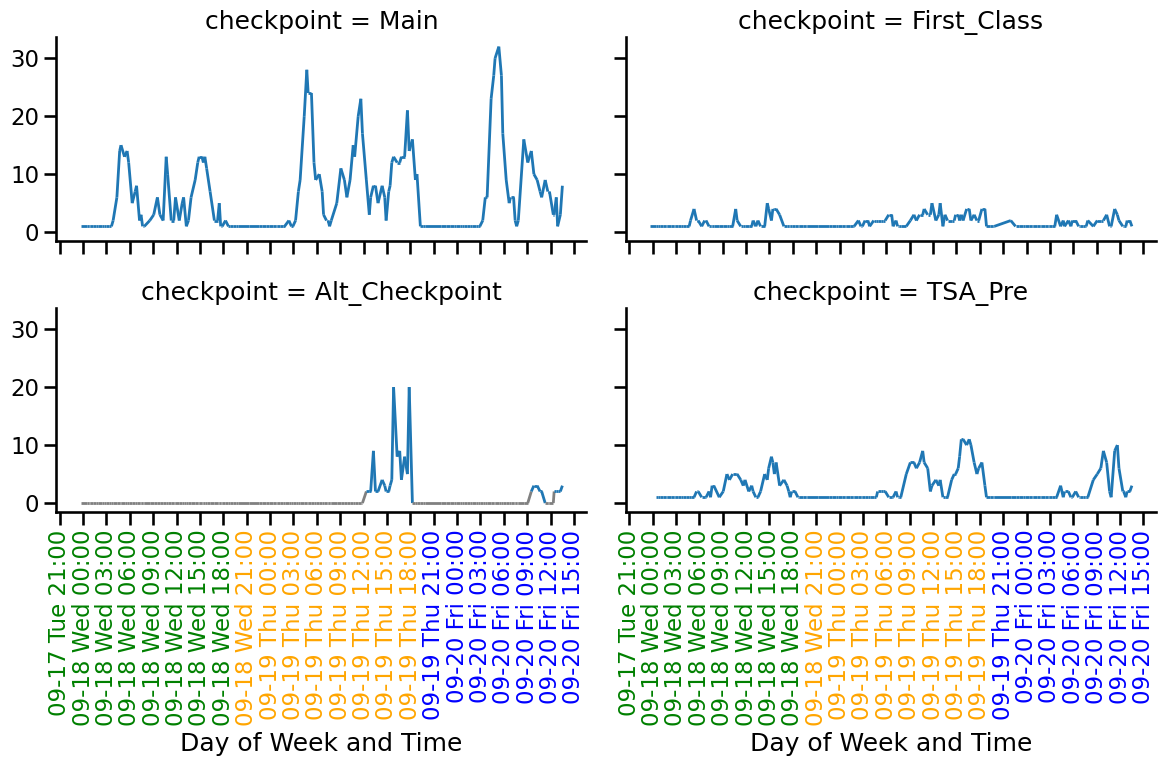 checkpoint = Main
checkpoint = First_Class
30
20
10
0
checkpoint = Alt_Checkpoint
checkpoint = TSA_Pre
30
20
10
0
09-17 Tue 21:00
09-18 Wed 00:00
09-18 Wed 03:00
09-18 Wed 06:00
09-18 Wed 09:00
09-18 Wed 12:00
09-18 Wed 15:00
09-18 Wed 18:00
09-18 Wed 21:00
09-19 Thu 00:00
09-19 Thu 03:00
09-19 Thu 06:00
09-19 Thu 09:00
09-19 Thu 12:00
09-19 Thu 15:00
09-19 Thu 18:00
09-19 Thu 21:00
09-20 Fri 00:00
09-20 Fri 03:00
09-20 Fri 06:00
09-20 Fri 09:00
09-20 Fri 12:00
09-20 Fri 15:00
09-17 Tue 21:00
09-18 Wed 00:00
09-18 Wed 03:00
09-18 Wed 06:00
09-18 Wed 09:00
09-18 Wed 12:00
09-18 Wed 15:00
09-18 Wed 18:00
09-18 Wed 21:00
09-19 Thu 00:00
09-19 Thu 03:00
09-19 Thu 06:00
09-19 Thu 09:00
09-19 Thu 12:00
09-19 Thu 15:00
09-19 Thu 18:00
09-19 Thu 21:00
09-20 Fri 00:00
09-20 Fri 03:00
09-20 Fri 06:00
09-20 Fri 09:00
09-20 Fri 12:00
09-20 Fri 15:00
Day of Week and Time
Day of Week and Time